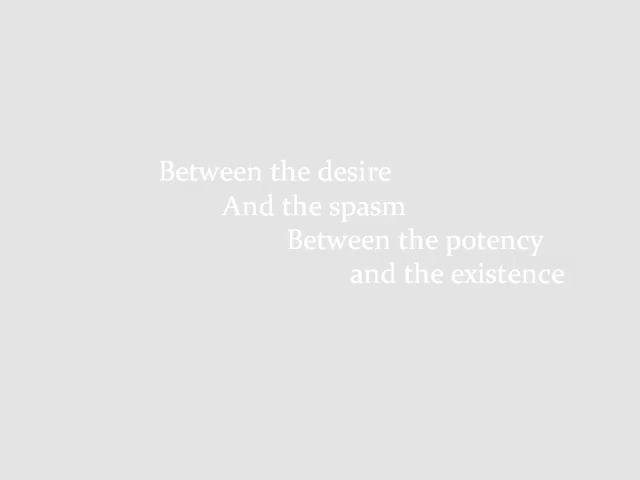 Between the desire
And the spasm
Between the potency
and the existence